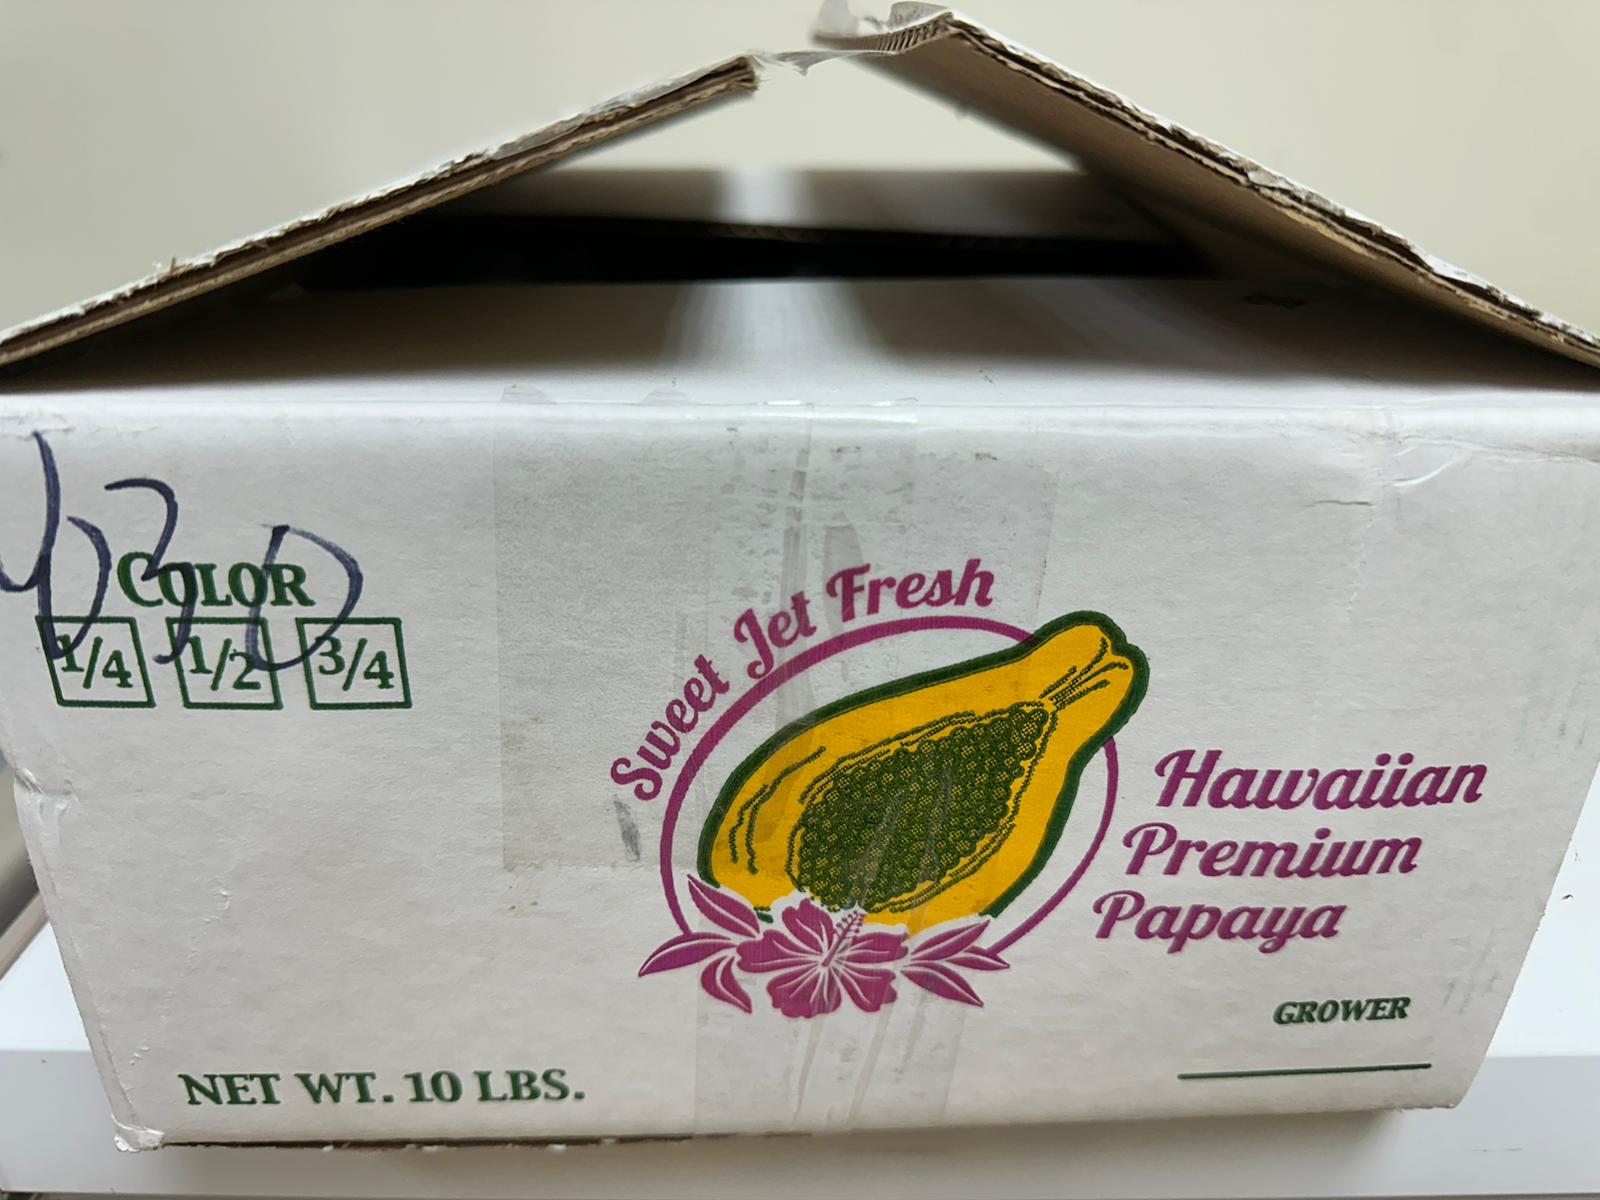 COLOR
1/4 1/2 3/4
Sweet Jet Fresh
Hawaiian
Premium
Papaya
GROWER
NET WT. 10 LBS.